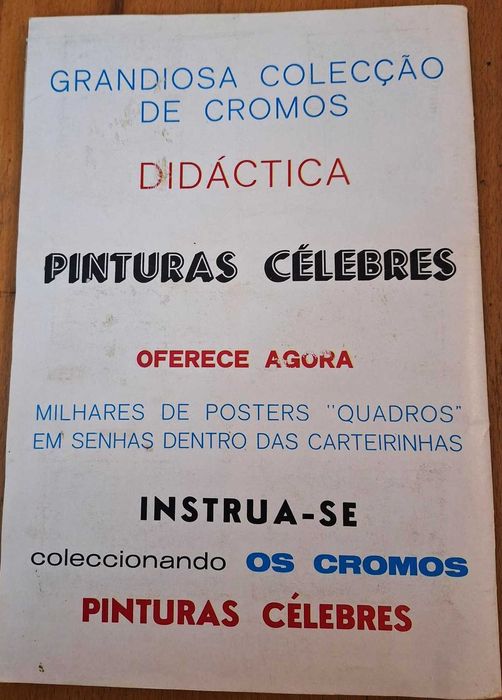 GRANDIOSA COLECÇÃO
DE CROMOS
DIDÁCTICA
PINTURAS CÉLEBRES
OFERECE AGORA
MILHARES DE POSTERS "QUADROS"
EM SENHAS DENTRO DAS CARTEIRINHAS
INSTRUA-SE
coleccionando OS CROMOS
PINTURAS CÉLEBRES